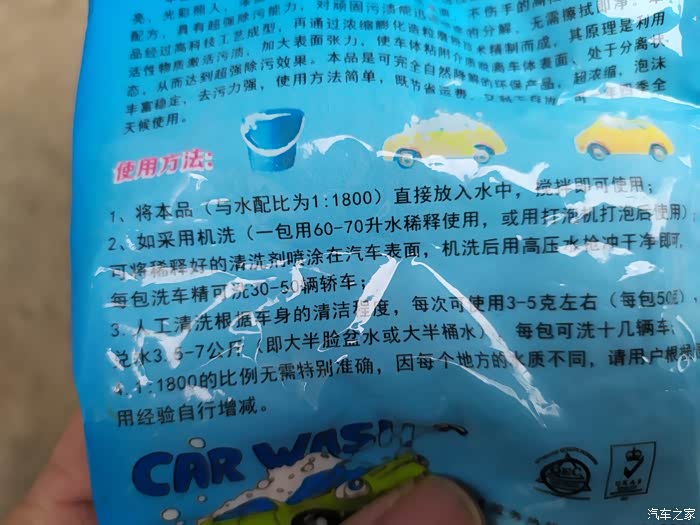 亮，光彩照人，
不伤手的高科技
配方，具有超强除污能力，对顽固污渍能迅速
的分解，无需擦拭即净。本
品经过高科技工艺成型，再通过浓缩膨化造粒
技术精制而成，其原理是利用
活性物质激活污渍，加大表面张力，使车体粘附介质脱离车体表面，处于分离状
态，从而达到超强除污效果。本品是可完全自然降解的环保产品，超浓缩，泡沫
丰富稳定，去污力强，使用方法简单，既节省运费，
四季全
天候使用。
使用方法：
1、将本品（与水配比为1:1800）直接放入水中，搅拌即可使用；
2、如采用机洗（一包用60-70升水稀释使用，或用打泡机打泡后使用）
可将稀释好的清洗剂喷涂在汽车表面，机洗后用高压水枪冲干净即可，
每包洗车精可洗30-50辆轿车；
3.人工清洗根据车身的清洁程度，每次可使用3-5克左右（每包50克）
兑水3.5-7公斤（即大半脸盆水或大半桶水）每包可洗十几辆车；
4.1:1800的比例无需特别准确，因每个地方的水质不同，请用户根据
用经验自行增减。
CAR WASH
汽车之家